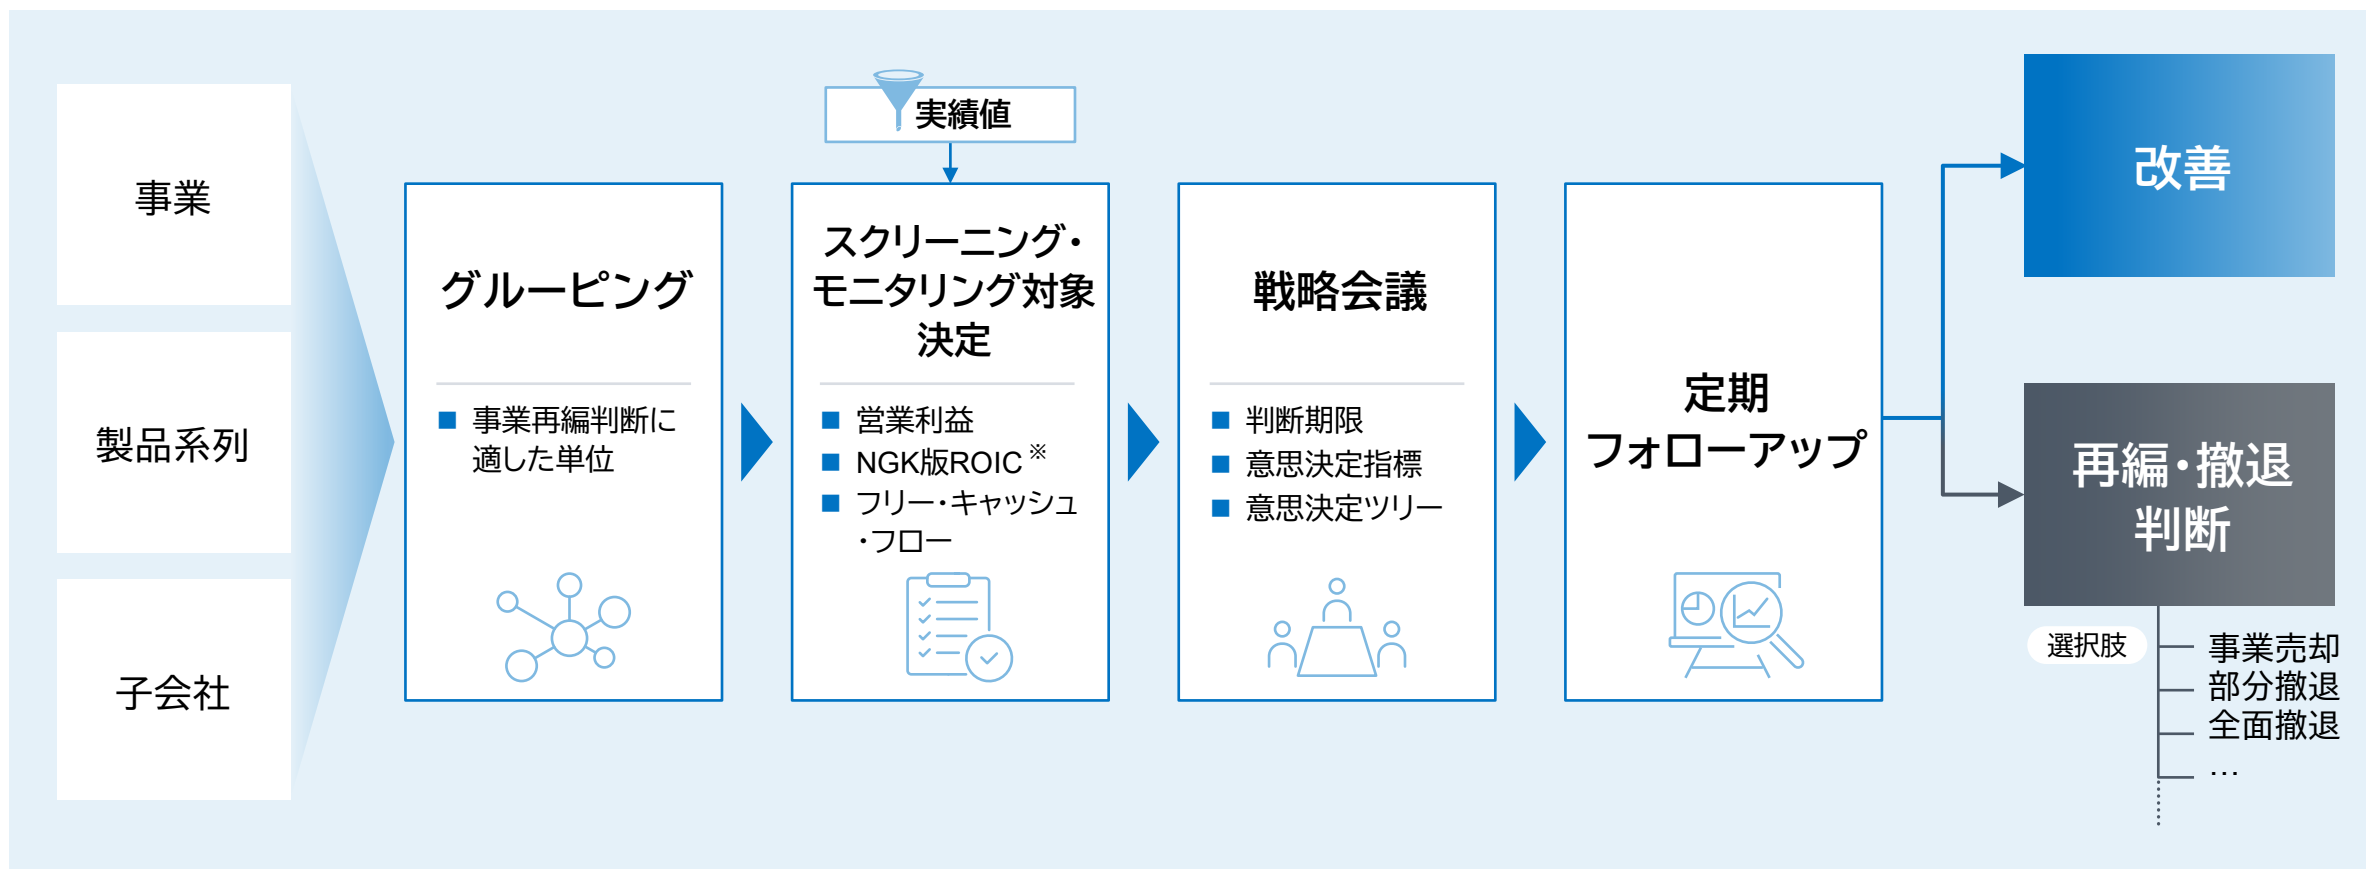 事業
製品系列
子会社
グルーピング
■ 事業再編判断に
適した単位
実績値
スクリーニング・
モニタリング対象
決定
■ 営業利益
■ NGK版ROIC※
■ フリー・キャッシュ
・フロー
戦略会議
■ 判断期限
■ 意思決定指標
■ 意思決定ツリー
定期
フォローアップ
改善
再編・撤退
判断
選択肢
事業売却
部分撤退
全面撤退
…